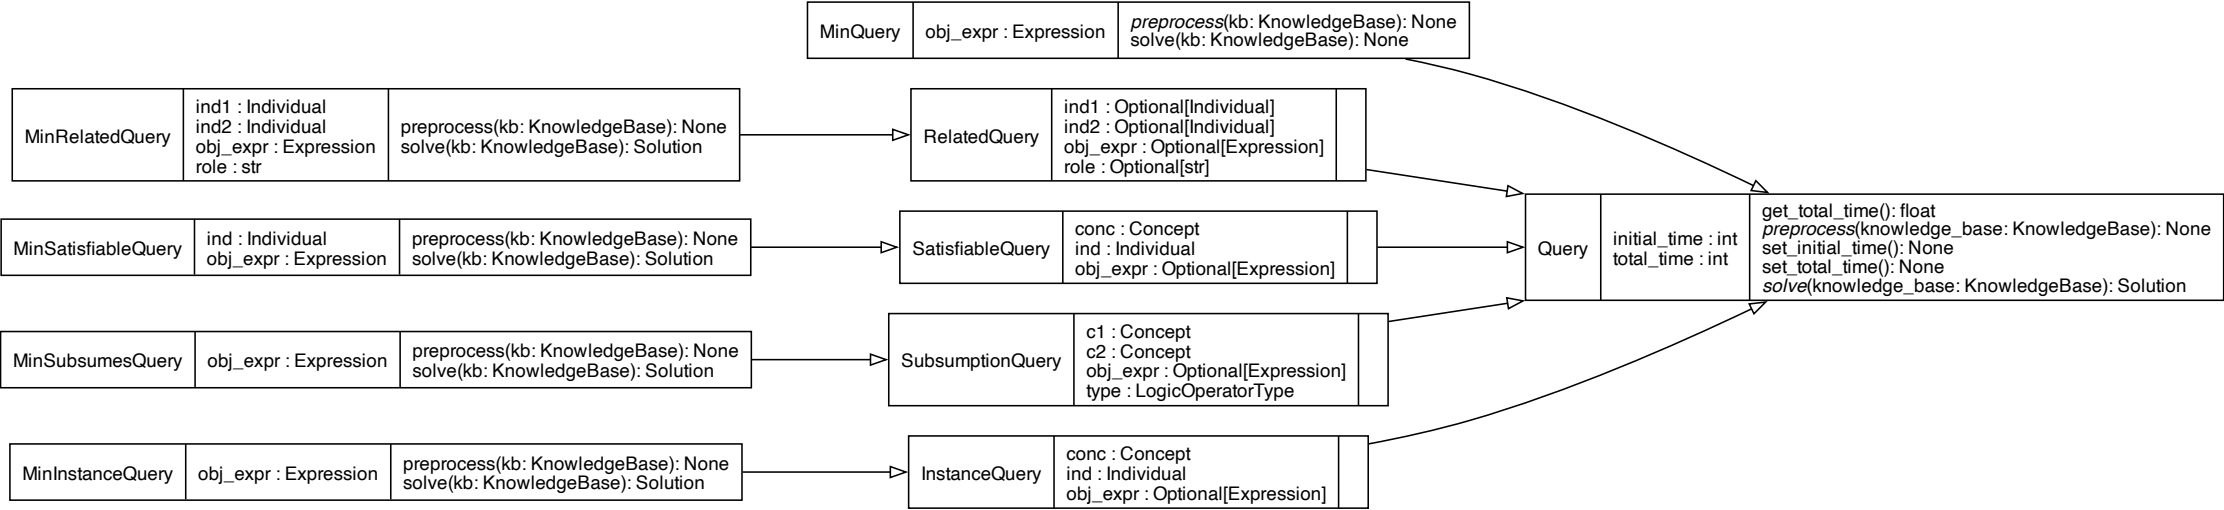 MinQuery
obj_expr : Expression
preprocess(kb: KnowledgeBase): None
solve(kb: KnowledgeBase): None
MinRelatedQuery
ind1 : Individual
ind2 : Individual
obj_expr : Expression
role : str
preprocess(kb: KnowledgeBase): None
solve(kb: KnowledgeBase): Solution
RelatedQuery
ind1 : Optional[Individual]
ind2 : Optional[Individual]
obj_expr : Optional[Expression]
role : Optional[str]
MinSatisfiableQuery
ind : Individual
obj_expr : Expression
preprocess(kb: KnowledgeBase): None
solve(kb: KnowledgeBase): Solution
SatisfiableQuery
conc : Concept
ind : Individual
obj_expr : Optional[Expression]
Query
initial_time : int
total_time : int
get_total_time(): float
preprocess(knowledge_base: KnowledgeBase): None
set_initial_time(): None
set_total_time(): None
solve(knowledge_base: KnowledgeBase): Solution
MinSubsumesQuery
obj_expr : Expression
preprocess(kb: KnowledgeBase): None
solve(kb: KnowledgeBase): Solution
SubsumptionQuery
c1 : Concept
c2 : Concept
obj_expr : Optional[Expression]
type : LogicOperatorType
MinInstanceQuery
obj_expr : Expression
preprocess(kb: KnowledgeBase): None
solve(kb: KnowledgeBase): Solution
InstanceQuery
conc : Concept
ind : Individual
obj_expr : Optional[Expression]